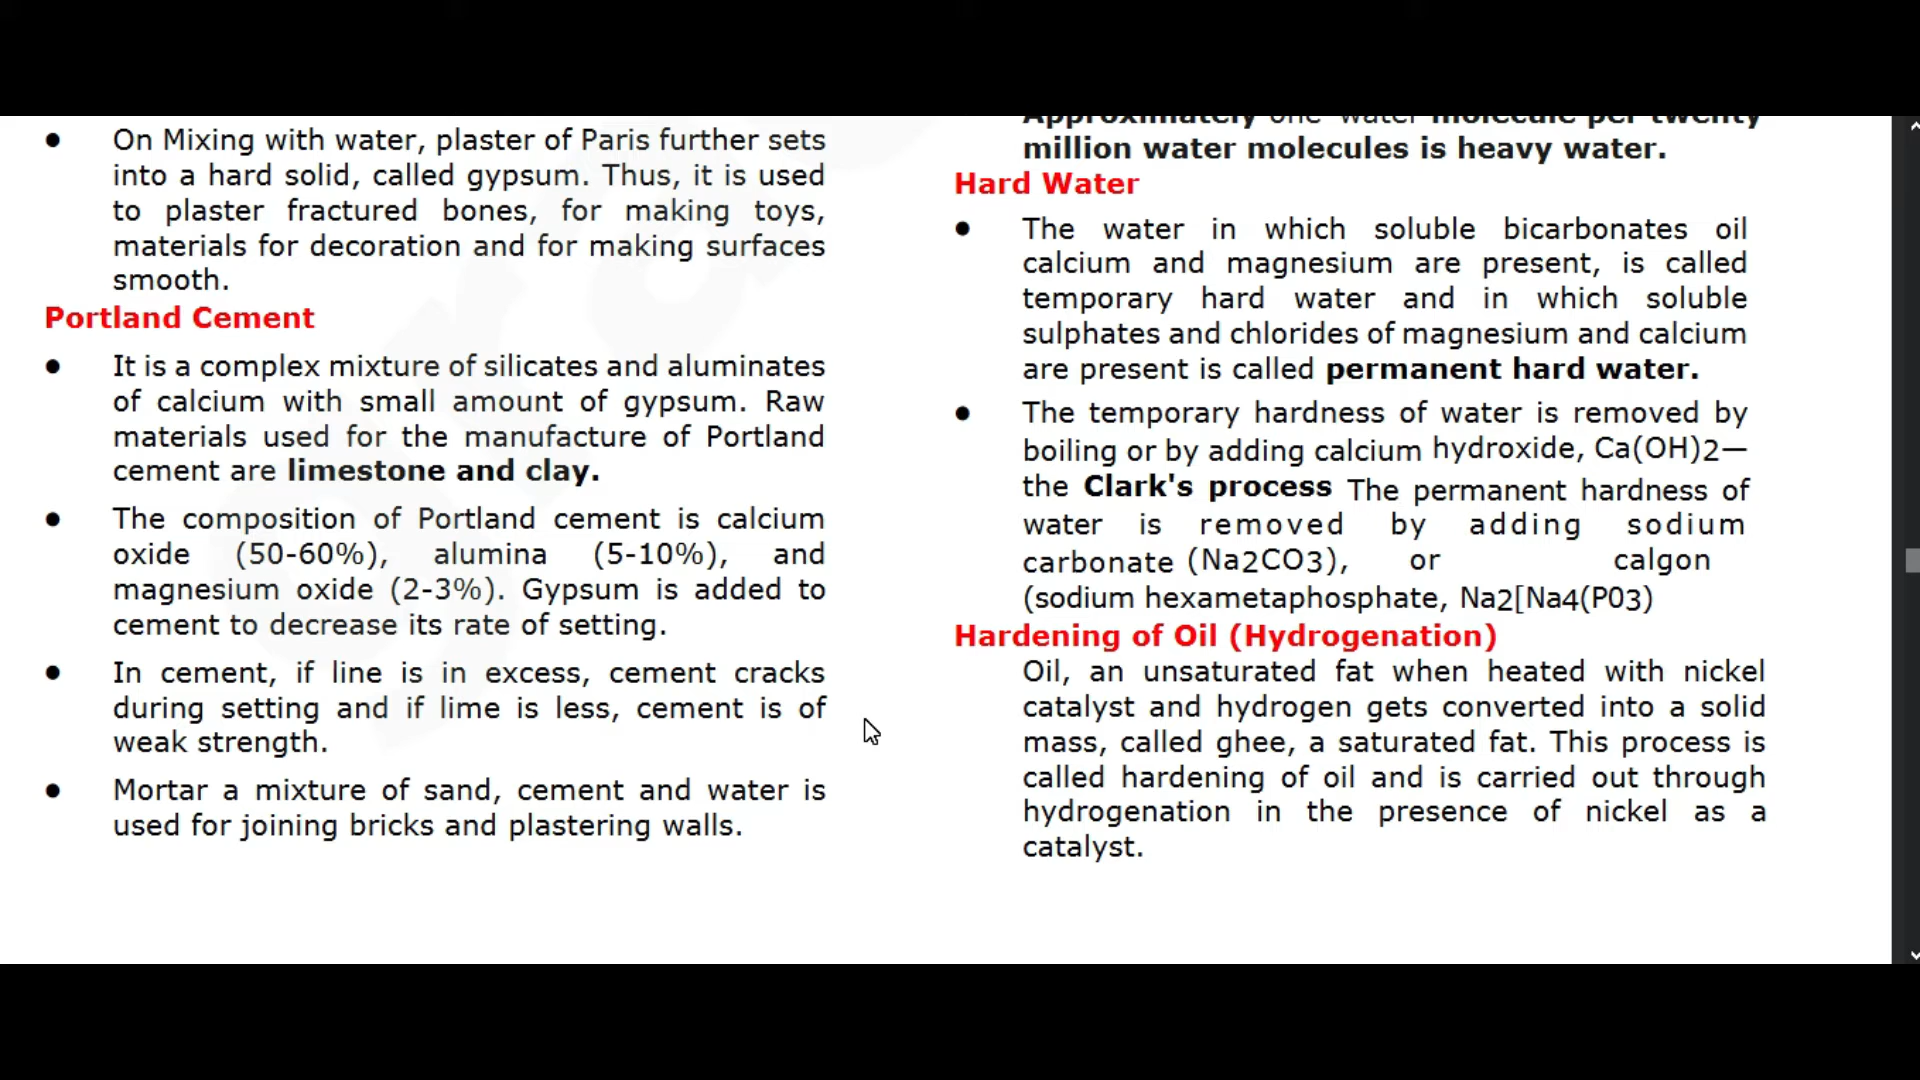 On Mixing with water, plaster of Paris further sets
into a hard solid, called gypsum. Thus, it is used
to plaster fractured bones, for making toys,
materials for decoration and for making surfaces
smooth.
Portland Cement
It is a complex mixture of silicates and aluminates
of calcium with small amount of gypsum. Raw
materials used for the manufacture of Portland
cement are limestone and clay.
The composition of Portland cement is calcium
oxide (50-60%), alumina (5-10%), and
magnesium oxide (2-3%). Gypsum is added to
cement to decrease its rate of setting.
In cement, if line is in excess, cement cracks
during setting and if lime is less, cement is of
weak strength.
Mortar a mixture of sand, cement and water is
used for joining bricks and plastering walls.
Approximately one water molecule per twenty
million water molecules is heavy water.
Hard Water
The water in which soluble bicarbonates oil
calcium and magnesium are present, is called
temporary hard water and in which soluble
sulphates and chlorides of magnesium and calcium
are present is called permanent hard water.
The temporary hardness of water is removed by
boiling or by adding calcium hydroxide, Ca(OH)2—
the Clark's process The permanent hardness of
water is removed by adding sodium
carbonate (Na2CO3), or calgon
(sodium hexametaphosphate, Na2[Na4(P03)
Hardening of Oil (Hydrogenation)
Oil, an unsaturated fat when heated with nickel
catalyst and hydrogen gets converted into a solid
mass, called ghee, a saturated fat. This process is
called hardening of oil and is carried out through
hydrogenation in the presence of nickel as a
catalyst.